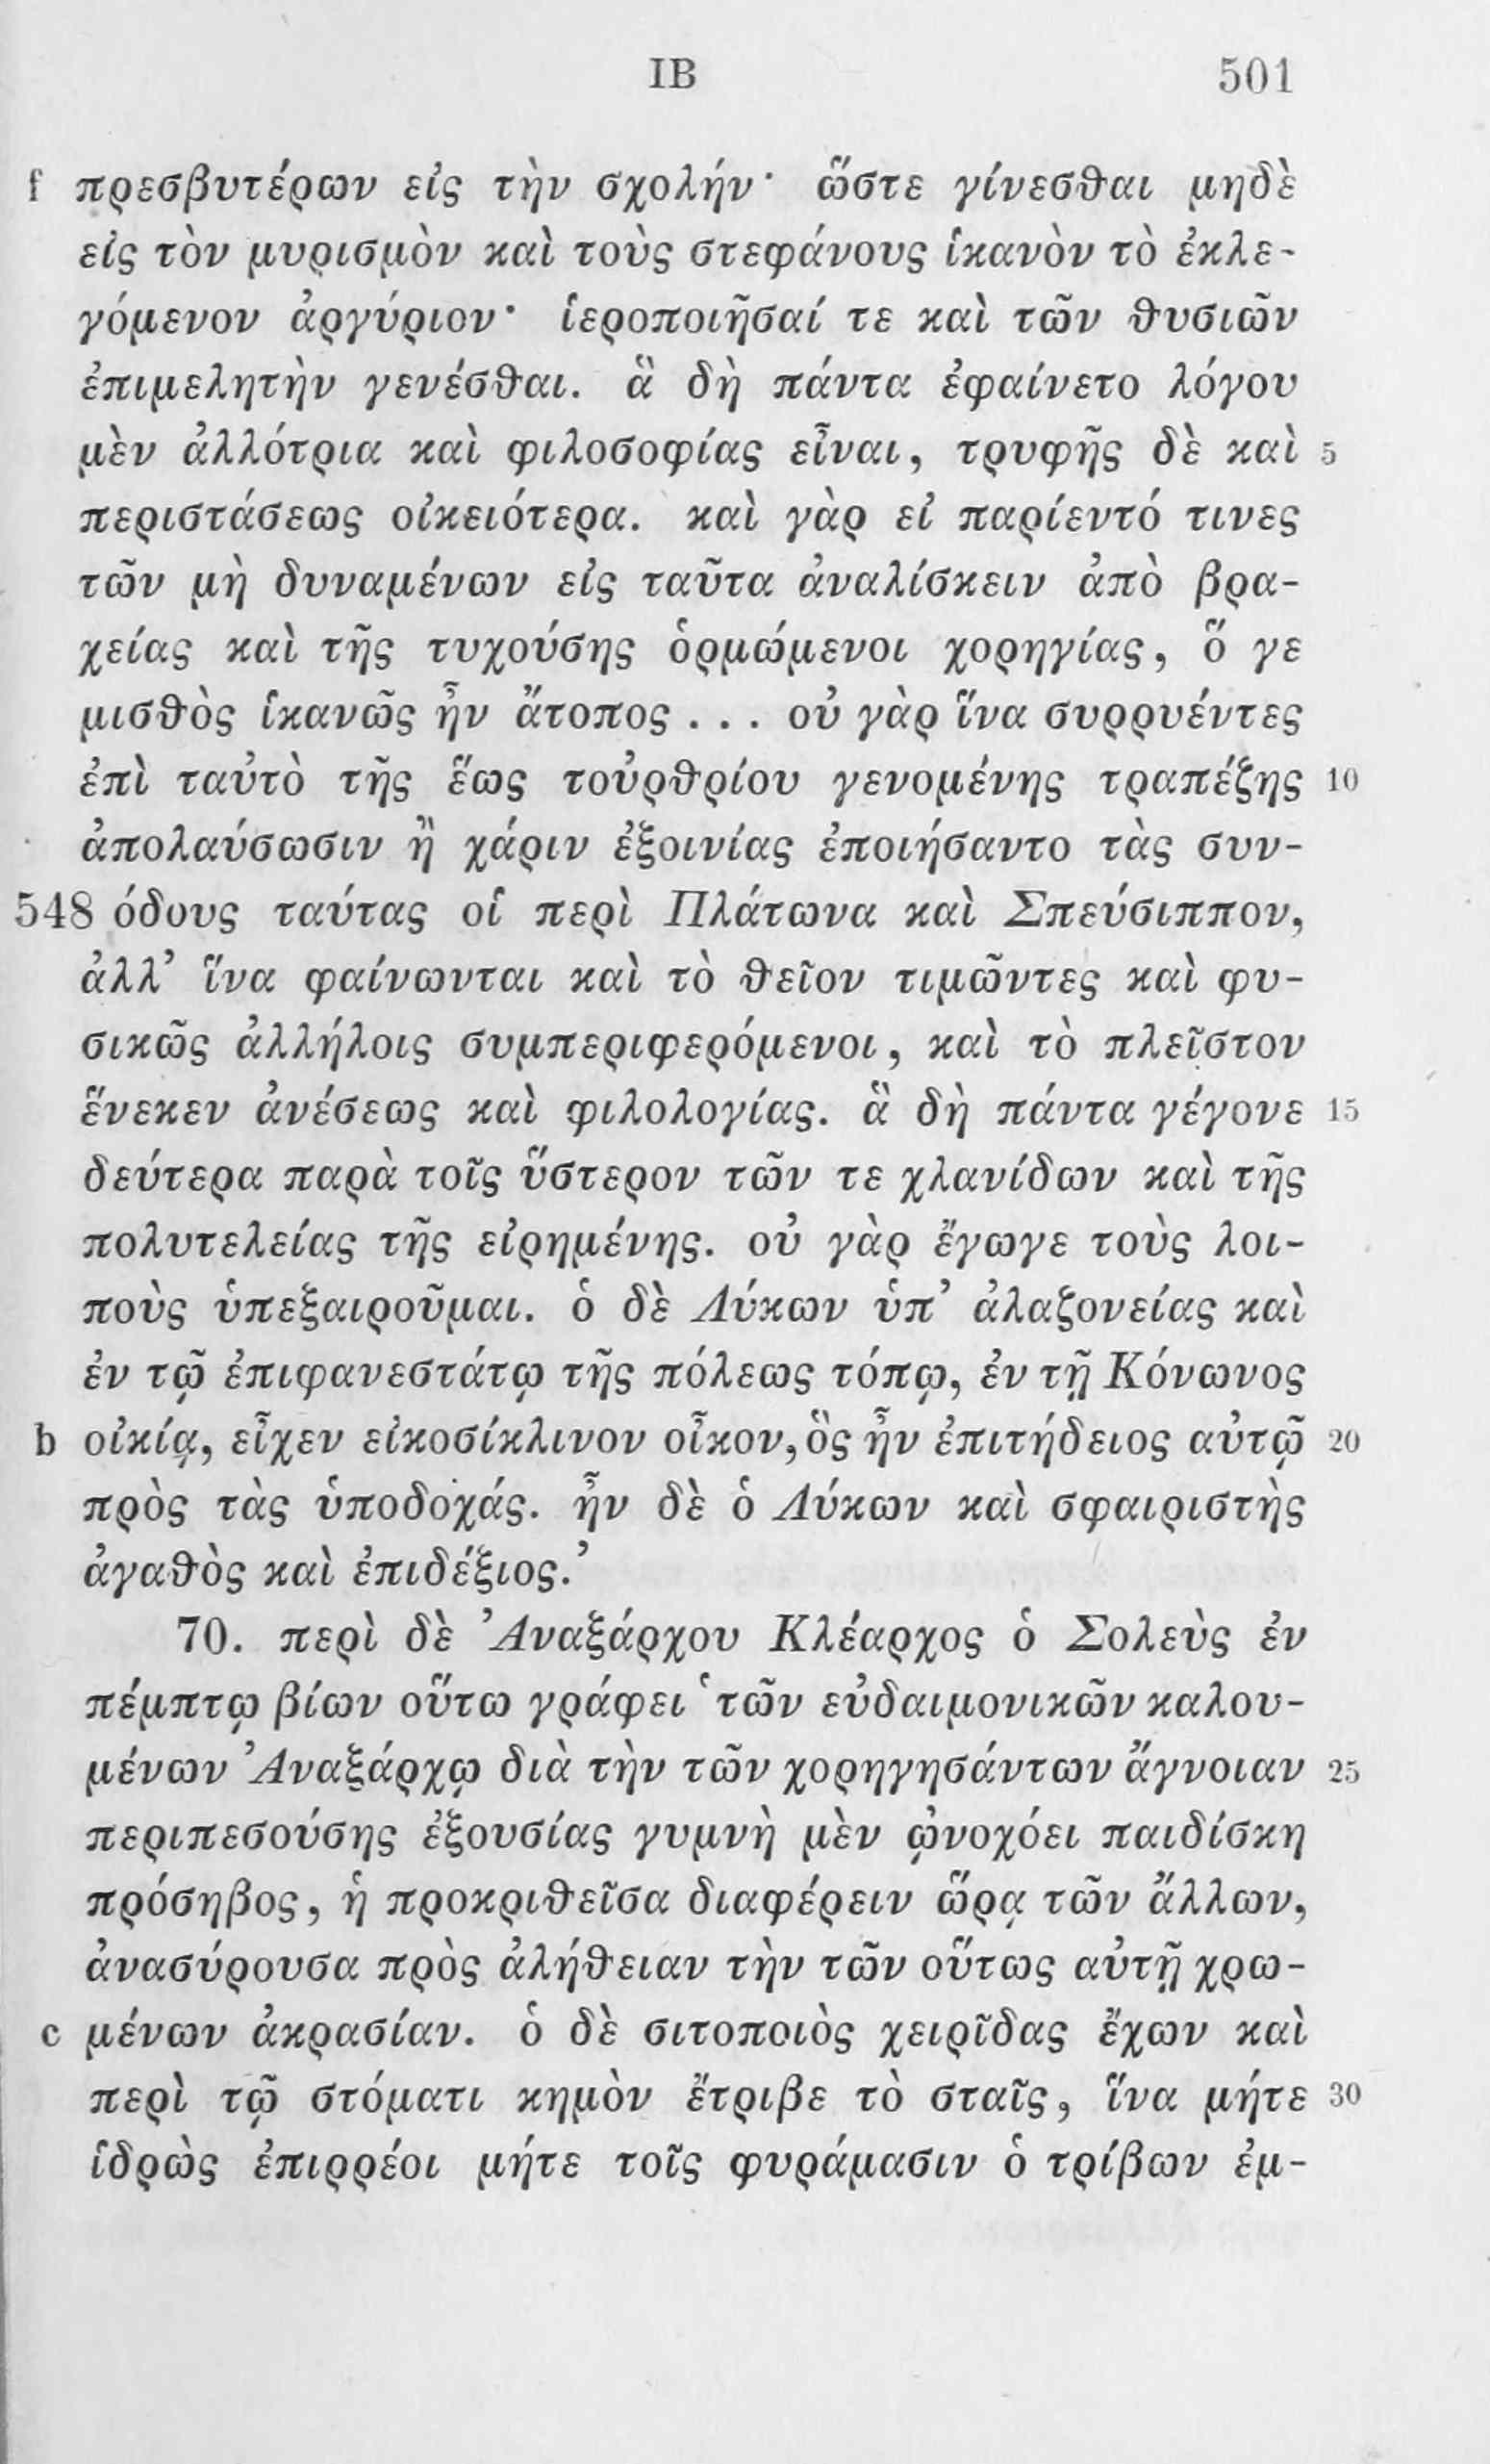 IB 501
f πρεσβυτέρων εἰς τὴν σχολήν· ὥστε γίνεσθαι μηδὲ
εἰς τὸν μυρισμὸν καὶ τοὺς στεφάνους ἱκανὸν τὸ ἐκλε-
γόμενον ἀργύριον· ἱεροποιῆσαί τε καὶ τῶν θυσιῶν
ἐπιμελητὴν γενέσθαι. ἃ δὴ πάντα ἐφαίνετο λόγου
μὲν ἀλλότρια καὶ φιλοσοφίας εἶναι, τρυφῆς δὲ καὶ 5
περιστάσεως οἰκειότερα. καὶ γὰρ εἰ παρίεντό τινες
τῶν μὴ δυναμένων εἰς ταῦτα ἀναλίσκειν ἀπὸ βρα-
χείας καὶ τῆς τυχούσης ὁρμώμενοι χορηγίας, ὅ γε
μισθὸς ἱκανῶς ἦν ἄτοπος . . . οὐ γὰρ ἵνα συρρυέντες
ἐπὶ ταὐτὸ τῆς ἕως τοὐρθρίου γενομένης τραπέζης 10
ἀπολαύσωσιν ἢ χάριν ἐξοινίας ἐποιήσαντο τὰς συν-
548 όδους ταύτας οἱ περὶ Πλάτωνα καὶ Σπεύσιππον,
ἀλλ’ ἵνα φαίνωνται καὶ τὸ θεῖον τιμῶντες καὶ φυ-
σικῶς ἀλλήλοις συμπεριφερόμενοι, καὶ τὸ πλεῖστον
ἕνεκεν ἀνέσεως καὶ φιλολογίας. ἃ δὴ πάντα γέγονε 15
δεύτερα παρὰ τοῖς ὕστερον τῶν τε χλανίδων καὶ τῆς
πολυτελείας τῆς εἰρημένης. οὐ γὰρ ἔγωγε τοὺς λοι-
ποὺς ὑπεξαιροῦμαι. ὁ δὲ Λύκων ὑπ’ ἀλαζονείας καὶ
ἐν τῷ ἐπιφανεστάτῳ τῆς πόλεως τόπῳ, ἐν τῇ Κόνωνος
b οἰκίᾳ, εἶχεν εἰκοσίκλινον οἶκον, ὃς ἦν ἐπιτήδειος αὐτῷ 20
πρὸς τὰς ὑποδοχάς. ἦν δὲ ὁ Λύκων καὶ σφαιριστὴς
ἀγαθὸς καὶ ἐπιδέξιος.’
70. περὶ δὲ Ἀναξάρχου Κλέαρχος ὁ Σολεὺς ἐν
πέμπτῳ βίων οὕτω γράφει ‘τῶν εὐδαιμονικῶν καλου-
μένων Ἀναξάρχῳ διὰ τὴν τῶν χορηγησάντων ἄγνοιαν 25
περιπεσούσης ἐξουσίας γυμνὴ μὲν ᾠνοχόει παιδίσκη
πρόσηβος, ἡ προκριθεῖσα διαφέρειν ὥρᾳ τῶν ἄλλων,
ἀνασύρουσα πρὸς ἀλήθειαν τὴν τῶν οὕτως αὐτῇ χρω-
c μένων ἀκρασίαν. ὁ δὲ σιτοποιὸς χειρῖδας ἔχων καὶ
περὶ τῷ στόματι κημὸν ἔτριβε τὸ σταῖς, ἵνα μήτε 30
ἱδρὼς ἐπιρρέοι μήτε τοῖς φυράμασιν ὁ τρίβων ἐμ-